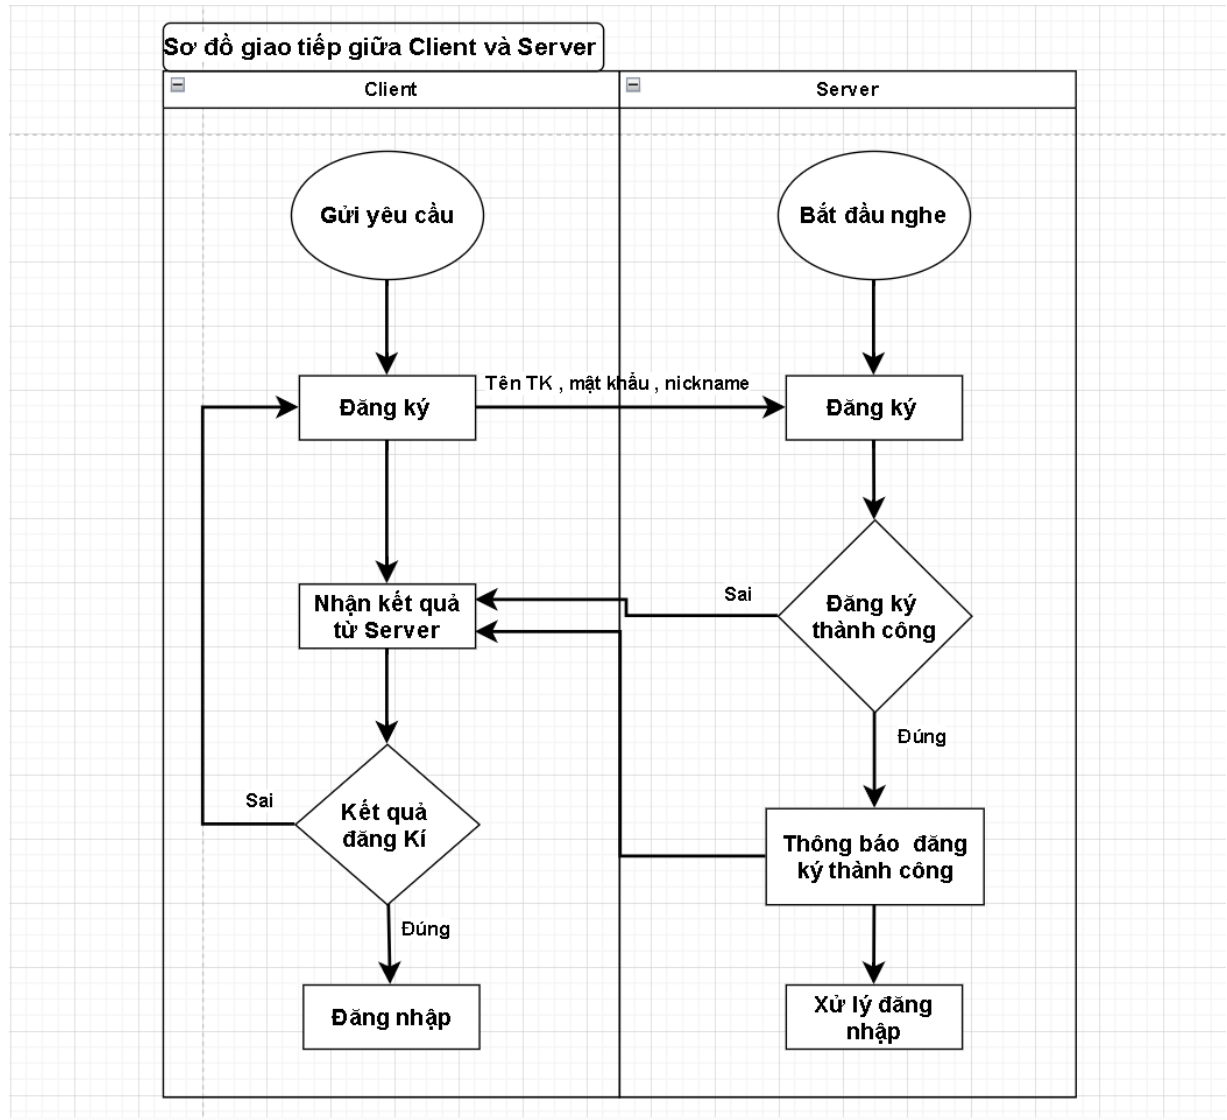 Sơ đồ giao tiếp giữa Client và Server
Client
Server
Gửi yêu cầu
Bắt đầu nghe
Tên TK , mật khẩu , nickname
Đăng ký
Đăng ký
Nhận kết quả
từ Server
Sai
Đăng ký
thành công
Đúng
Sai
Kết quả
đăng Kí
Thông báo đăng
ký thành công
Đúng
Đăng nhập
Xử lý đăng
nhập